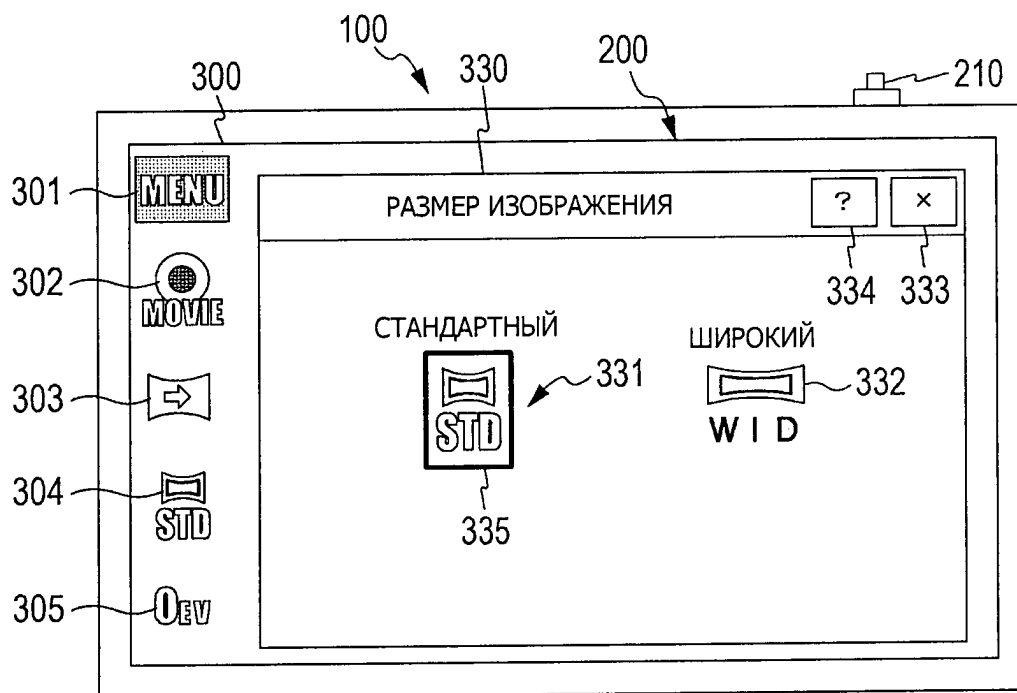 100
200
300
330
210
301
MENU
РАЗМЕР ИЗОБРАЖЕНИЯ
?
×
302
MOVIE
334
333
СТАНДАРТНЫЙ
ШИРОКИЙ
303
331
332
STD
W I D
304
STD
335
305
0EV